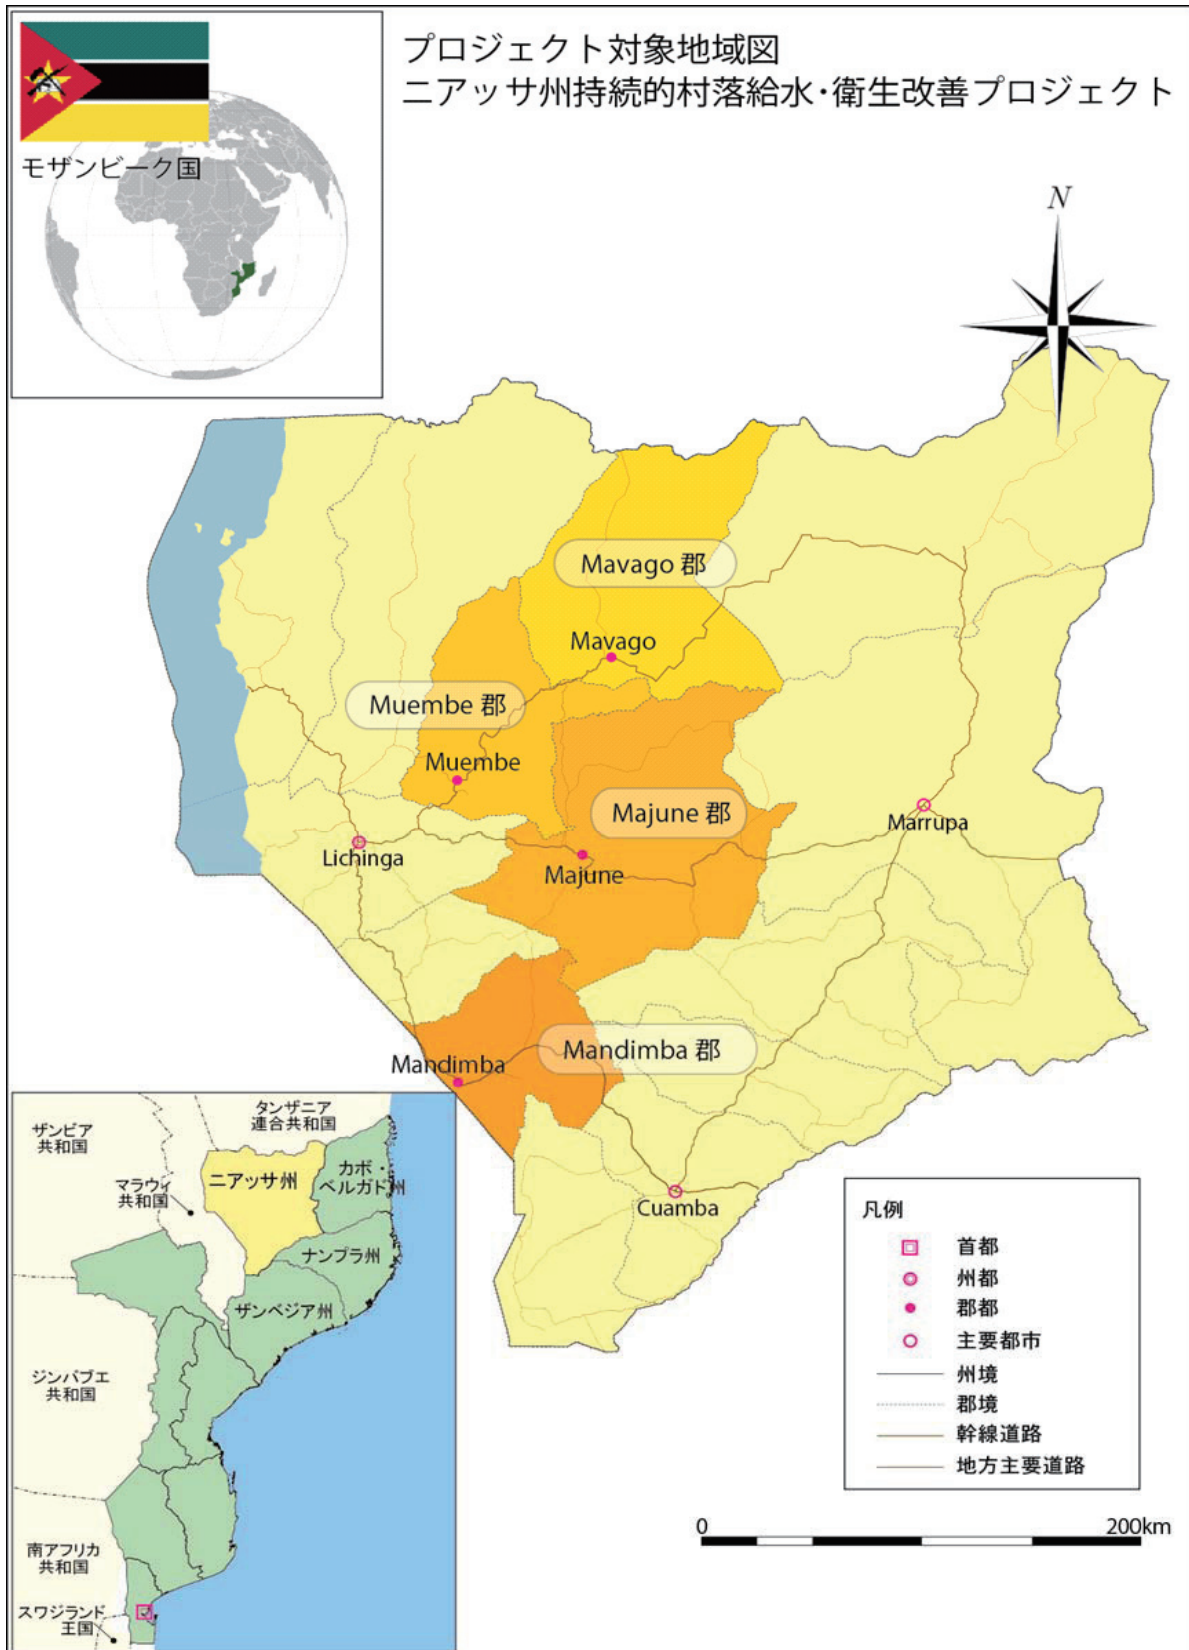 プロジェクト対象地域図
ニアッサ州持続的村落給水・衛生改善プロジェクト
モザンビーク国
N
Mavago 郡
Mavago
Muembe 郡
Muembe
Majune 郡
Marrupa
Lichinga
Majune
Mandimba 郡
Mandimba
Cuamba
タンザニア
連合共和国
ザンビア
共和国
マラウィ
共和国
ニアッサ州
カボ・
ベルガド州
ナンプラ州
ザンベジア州
ジンバブエ
共和国
南アフリカ
共和国
スワジランド
王国
凡例
首都
州都
郡都
主要都市
州境
郡境
幹線道路
地方主要道路
0
200km